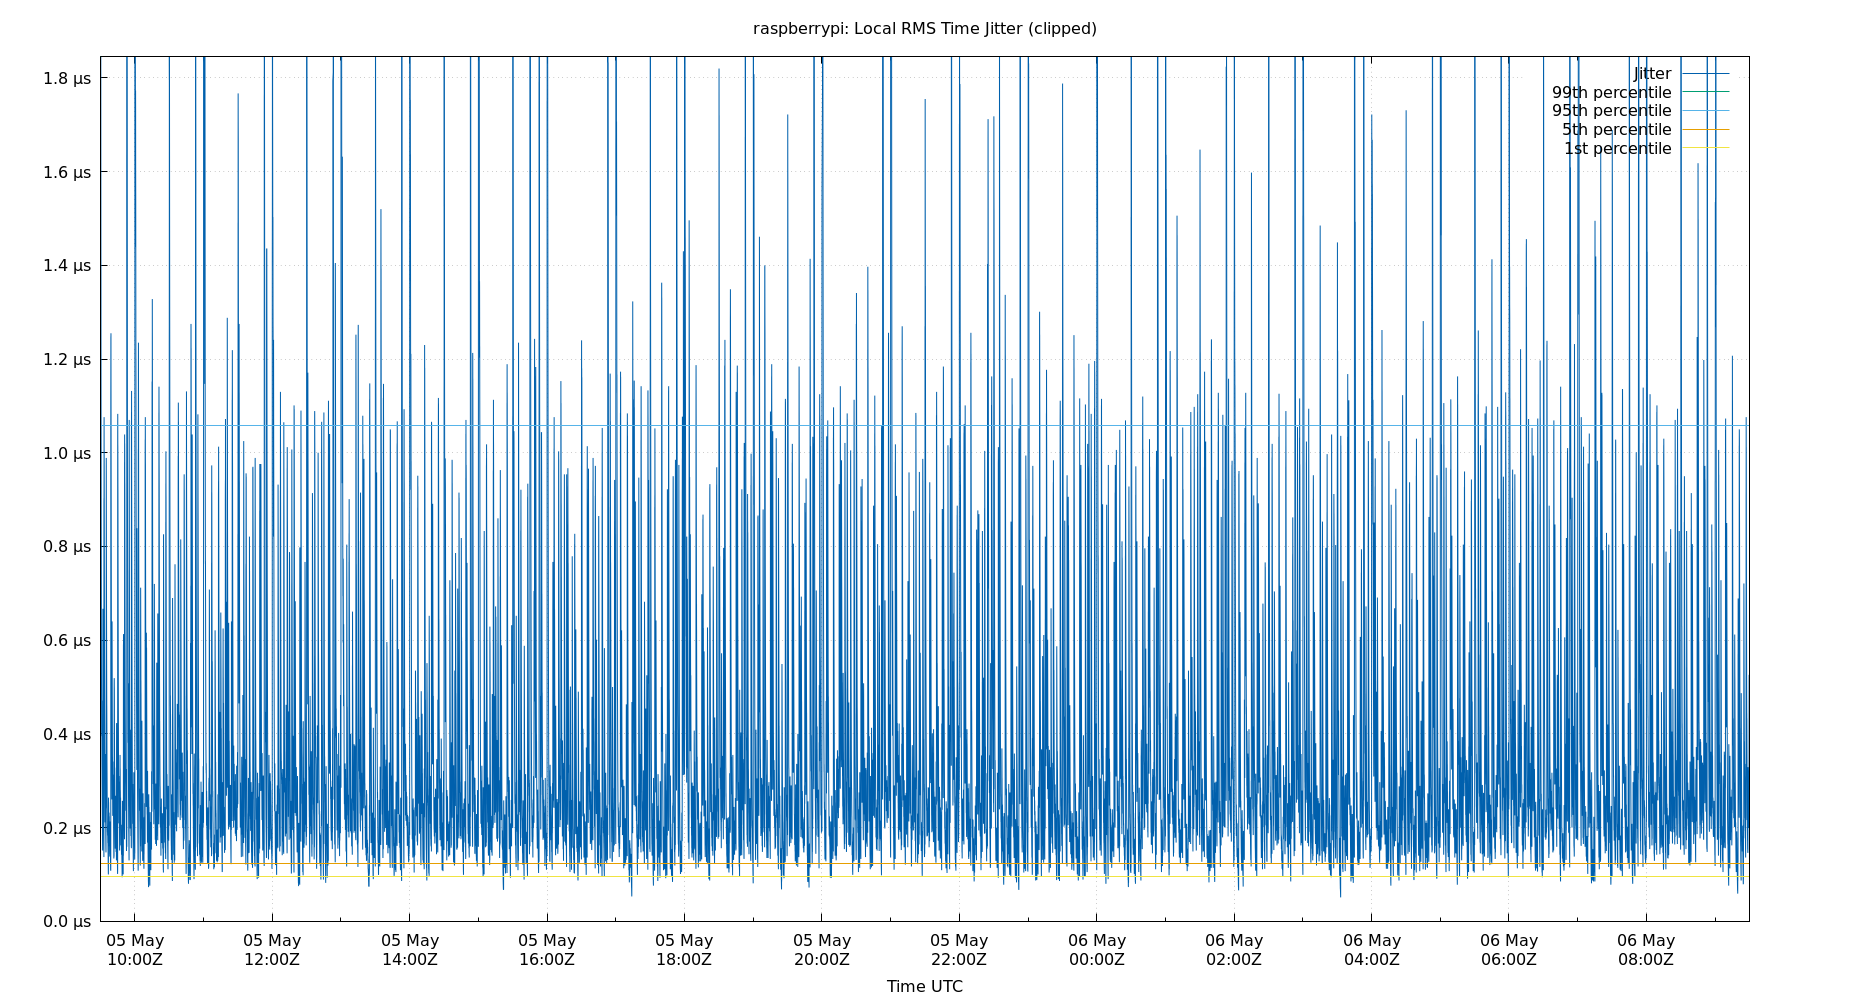 raspberrypi: Local RMS Time Jitter (clipped)
1.8 μs
1.6 μs
1.4 μs
1.2 μs
1.0 μs
0.8 μs
0.6 μs
0.4 μs
0.2 μs
0.0 μs
Jitter
99th percentile
95th percentile
5th percentile
1st percentile
05 May 05 May 05 May 05 May 05 May 05 May 05 May 06 May 06 May 06 May 06 May 06 May
10:00Z 12:00Z 14:00Z 16:00Z 18:00Z 20:00Z 22:00Z 00:00Z 02:00Z 04:00Z 06:00Z 08:00Z
Time UTC